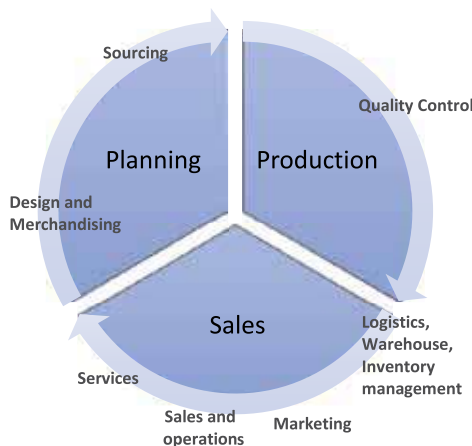 Sourcing
Quality Control
Planning
Production
Design and
Merchandising
Sales
Logistics,
Warehouse,
Inventory
management
Services
Sales and
operations
Marketing